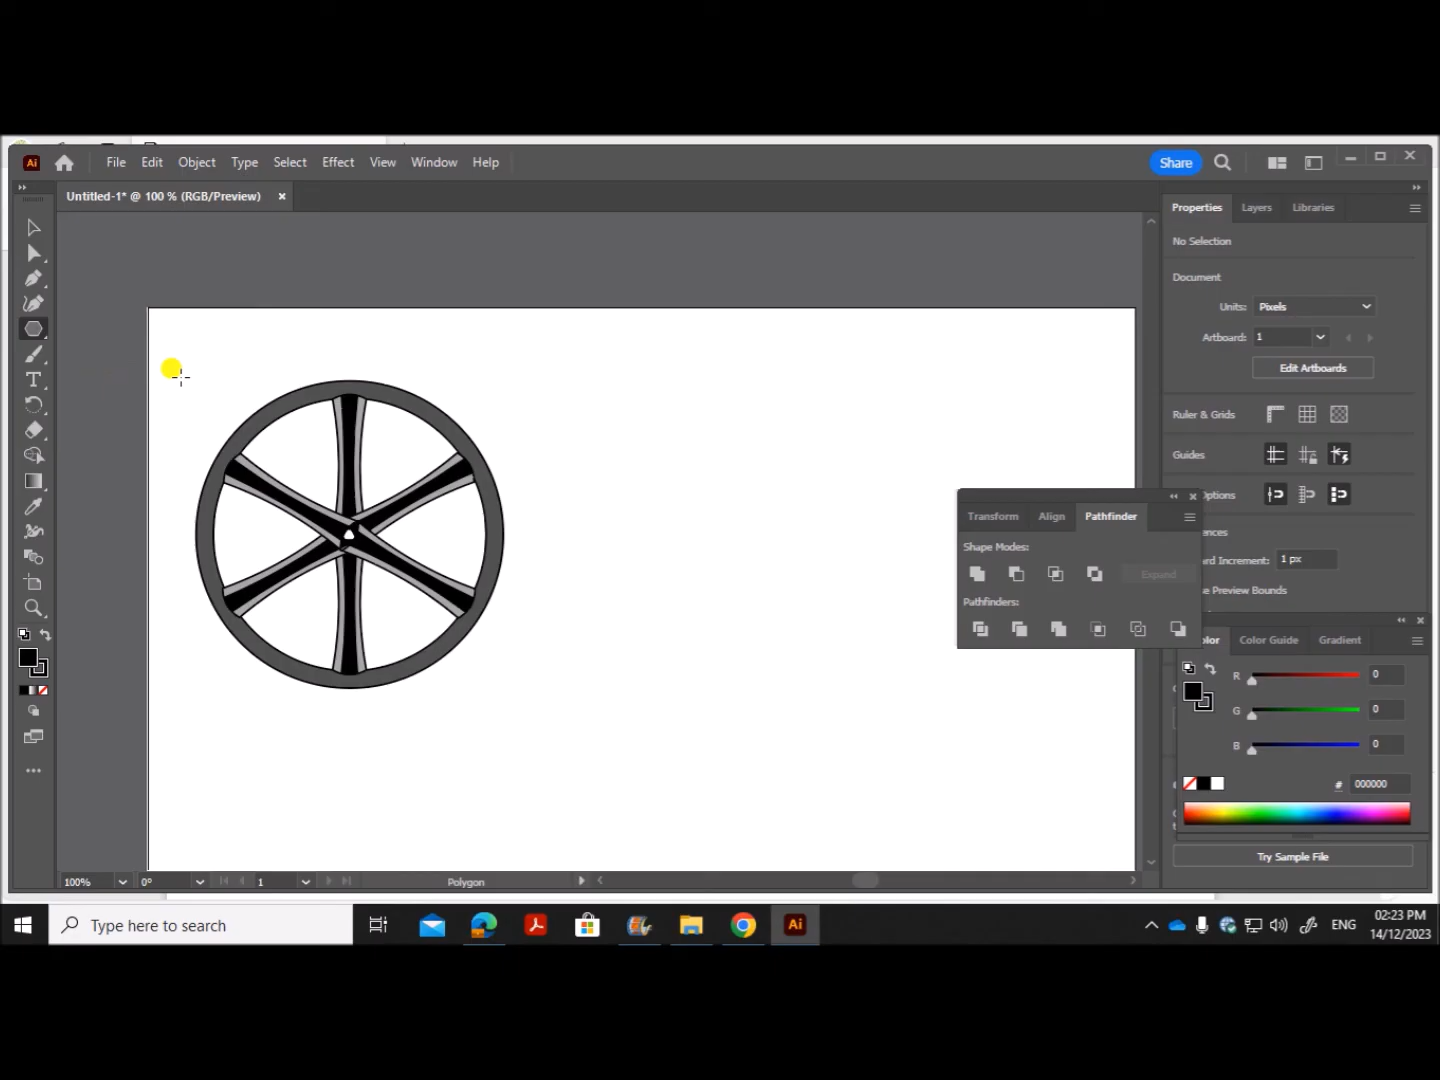 Ai File Edit Object Type Select Effect View Window Help Share
Untitled-1* @ 100 % (RGB/Preview) ×
Properties Layers Libraries
No Selection
Document
Units: Pixels
Artboard: 1
Edit Artboards
Ruler & Grids
Guides
Options
Transform Align Pathfinder
Shape Modes:
Expand
Pathfinders:
1 px
Color Guide Gradient
R 0
G 0
B 0
# 000000
Try Sample File
100% 0° 1 Polygon
Type here to search
Ai
ENG
02:23 PM
14/12/2023